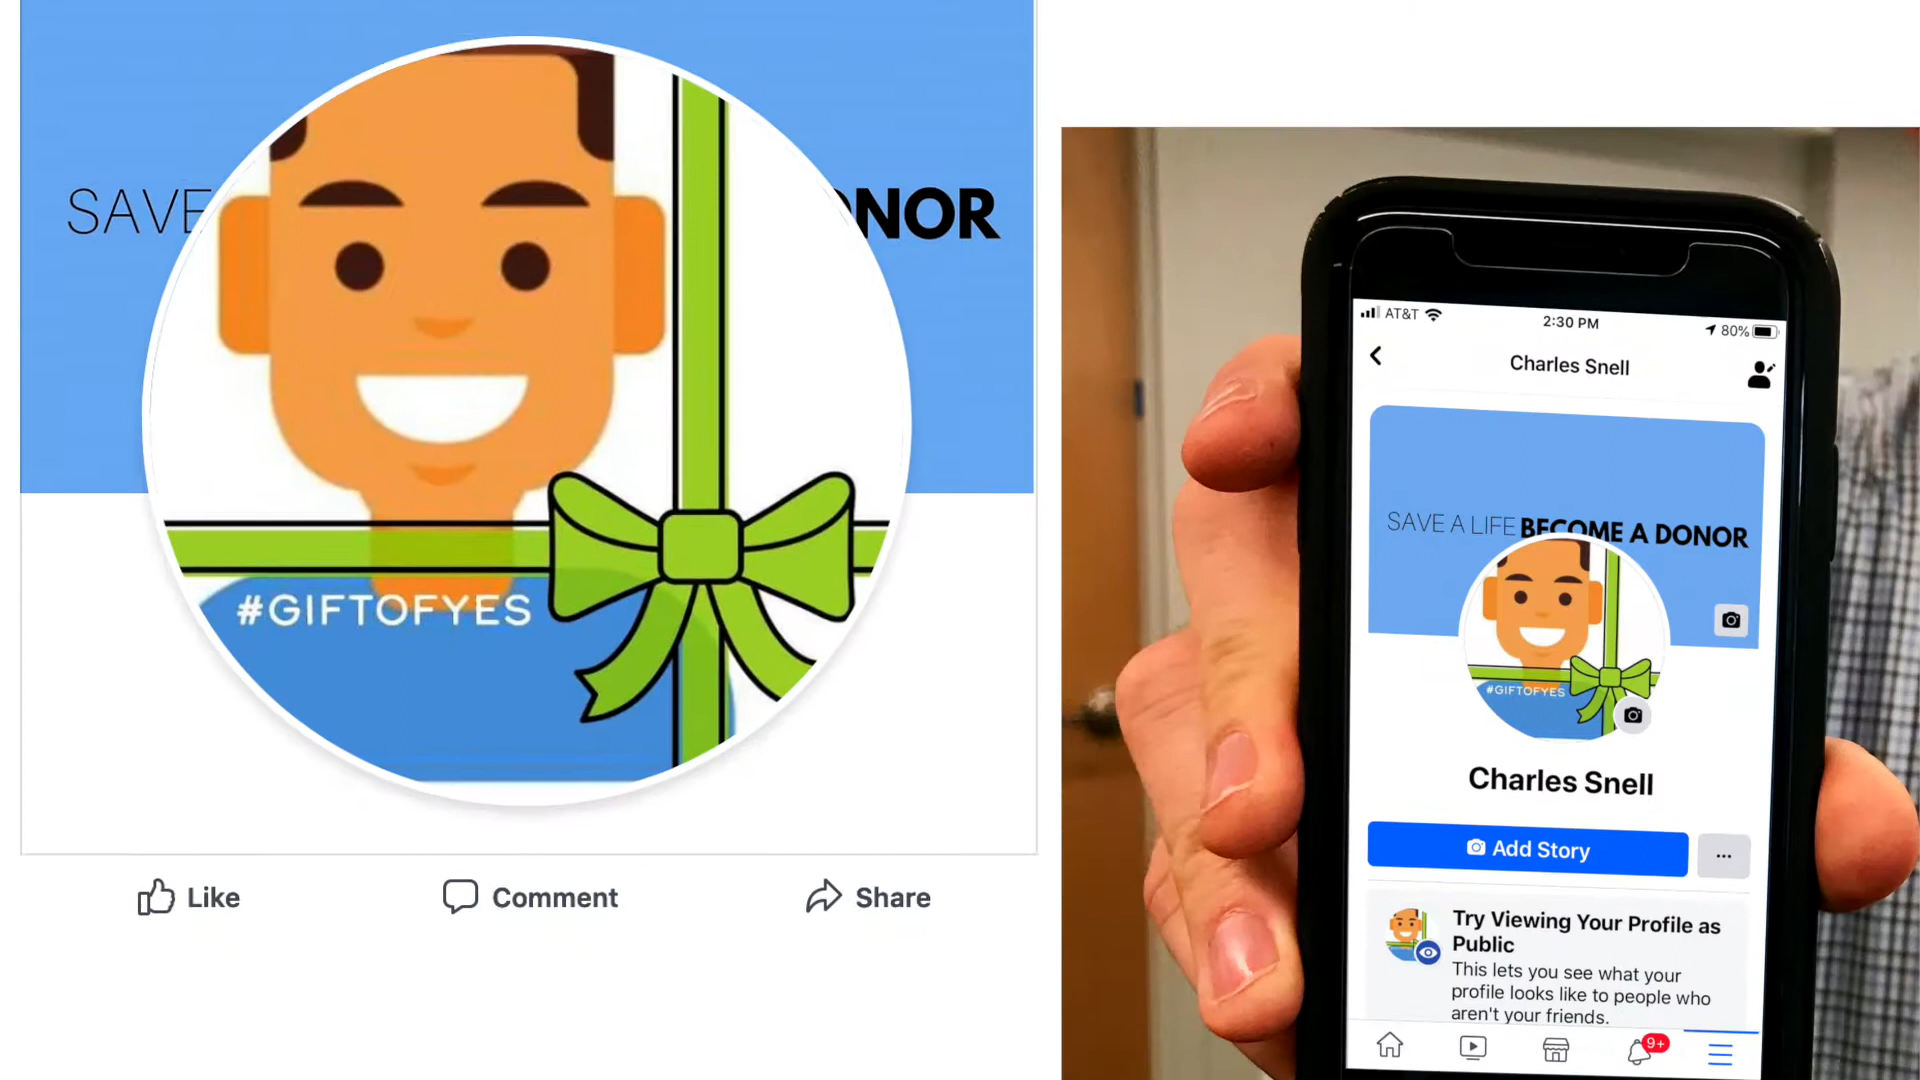 SAVE
NOR
#GIFTOFYES
Like
Comment
Share
AT&T
2:30 PM
80%
Charles Snell
SAVE A LIFE BECOME A DONOR
#GIFTOFYES
Charles Snell
Add Story
Try Viewing Your Profile as
Public
This lets you see what your
profile looks like to people who
aren't your friends.
9+